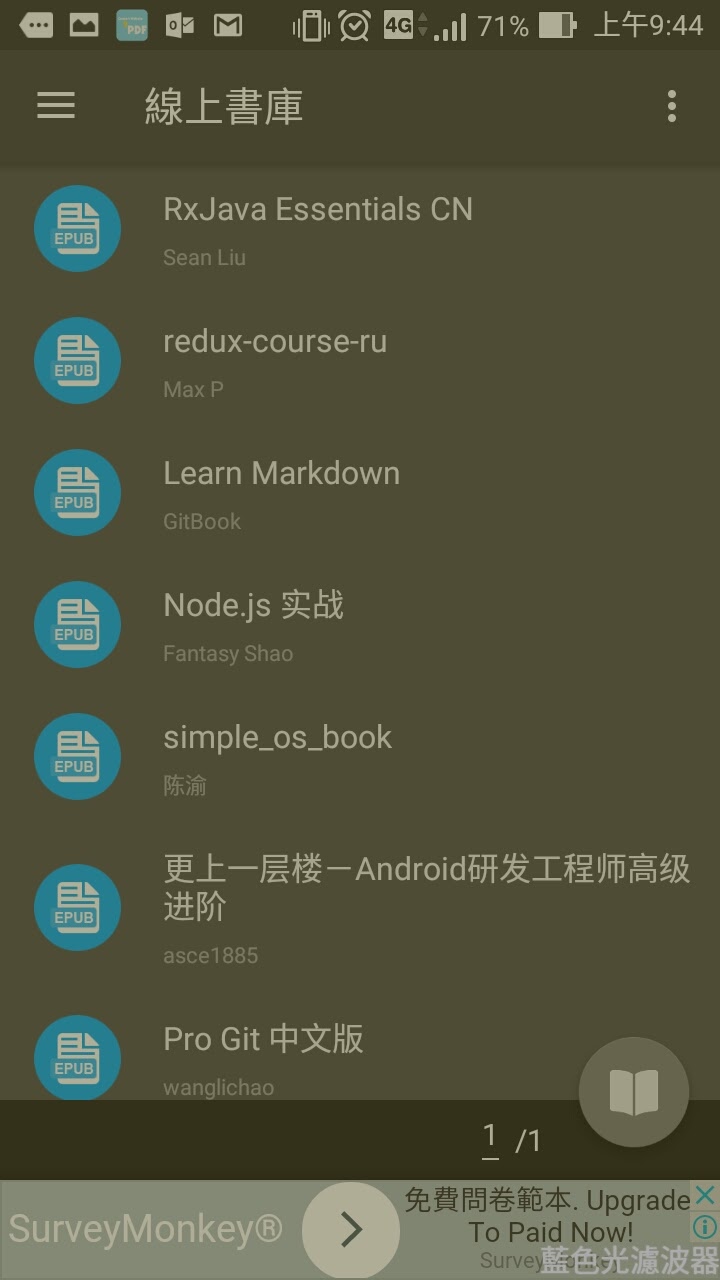 PDF
4G
71%
上午9:44
線上書庫
EPUB
RxJava Essentials CN
Sean Liu
EPUB
redux-course-ru
Max P
EPUB
Learn Markdown
GitBook
EPUB
Node.js 实战
Fantasy Shao
EPUB
simple_os_book
陈渝
EPUB
更上一层楼－Android研发工程师高级
进阶
asce1885
EPUB
Pro Git 中文版
wanglichao
1 /1
SurveyMonkey®
免費問卷範本. Upgrade
To Paid Now!
藍色光濾波器